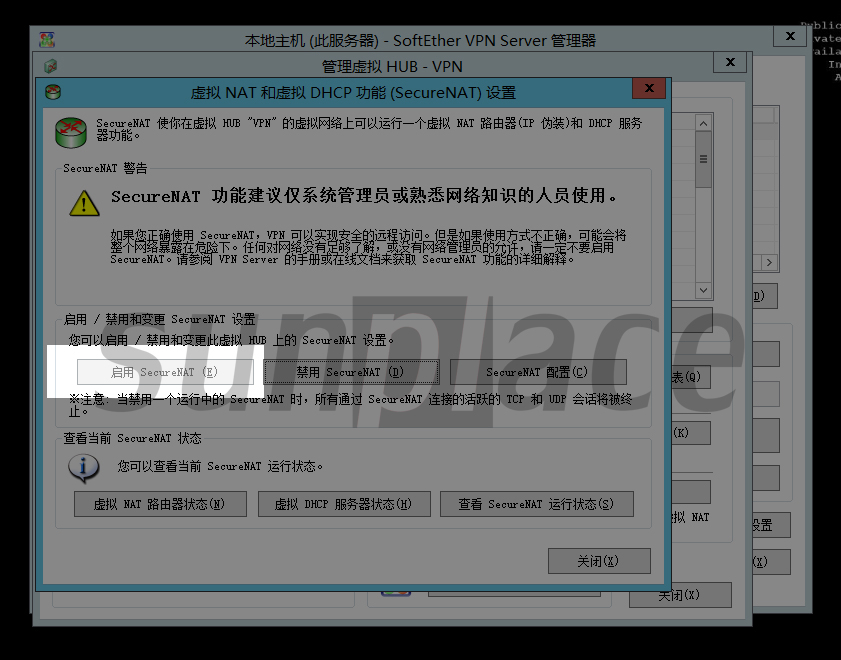 Public
本地主机 (此服务器) - SoftEther VPN Server 管理器
管理虚拟 HUB - VPN
虚拟 NAT 和虚拟 DHCP 功能 (SecureNAT) 设置
SecureNAT 使你在虚拟 HUB "VPN" 的虚拟网络上可以运行一个虚拟 NAT 路由器(IP 伪装)和 DHCP 服务
器功能。
SecureNAT 警告
SecureNAT 功能建议仅系统管理员或熟悉网络知识的人员使用。
如果您正确使用 SecureNAT，VPN 可以实现安全的远程访问。但是如果使用方式不正确，可能会将
整个网络暴露在危险下。任何对网络没有足够了解，或没有网络管理员的允许，请一定不要启用
SecureNAT。请参阅 VPN Server 的手册或在线文档来获取 SecureNAT 功能的详细解释。
启用 / 禁用和变更 SecureNAT 设置
您可以启用 / 禁用和变更此虚拟 HUB 上的 SecureNAT 设置。
启用 SecureNAT (E)
禁用 SecureNAT (D)
SecureNAT 配置(C)
※注意: 当禁用一个运行中的 SecureNAT 时，所有通过 SecureNAT 连接的活跃的 TCP 和 UDP 会话将被终
止。
查看当前 SecureNAT 状态
您可以查看当前 SecureNAT 运行状态。
虚拟 NAT 路由器状态(N)
虚拟 DHCP 服务器状态(H)
查看 SecureNAT 运行状态(S)
关闭(X)
D)
表(Q)
(K)
拟 NAT
设置
(X)
关闭(X)
sunplace